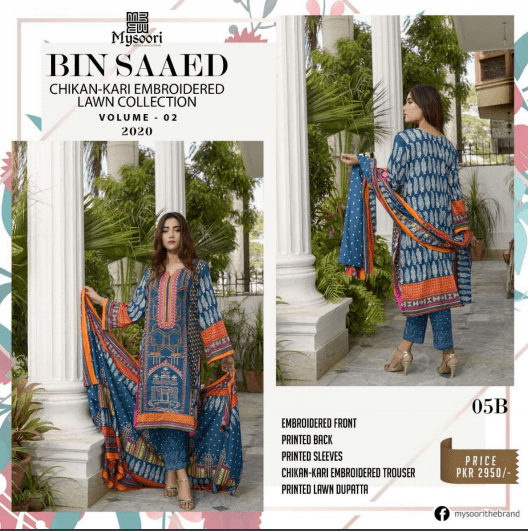 Mysoori
BIN SAAED
CHIKAN-KARI EMBROIDERED
LAWN COLLECTION
VOLUME - 02
2020
05B
EMBROIDERED FRONT
PRINTED BACK
PRINTED SLEEVES
CHIKAN-KARI EMBROIDERED TROUSER
PRINTED LAWN DUPATTA
PRICE
PKR 2950/-
mysoorithebrand